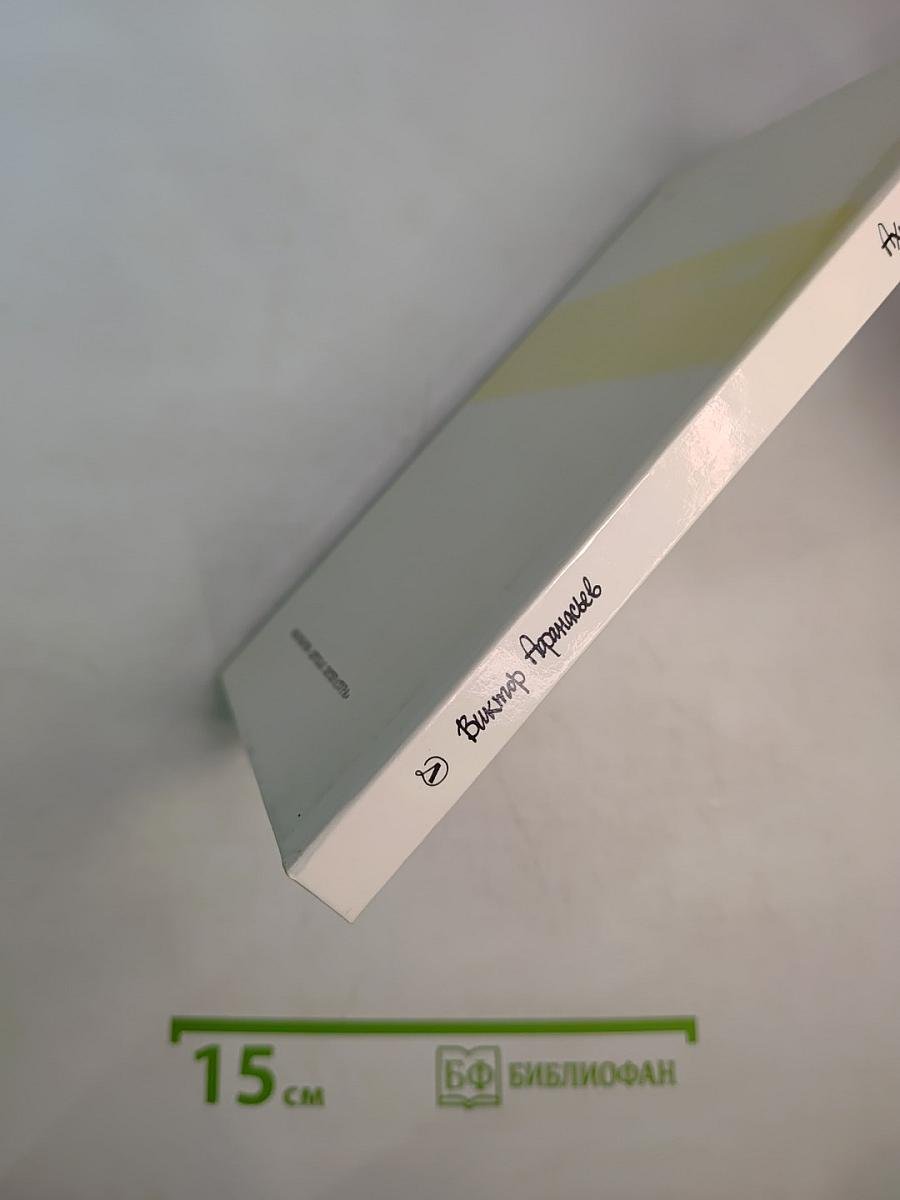 Виктор Афанасьев
15 см
БФ БИБЛИОФАН